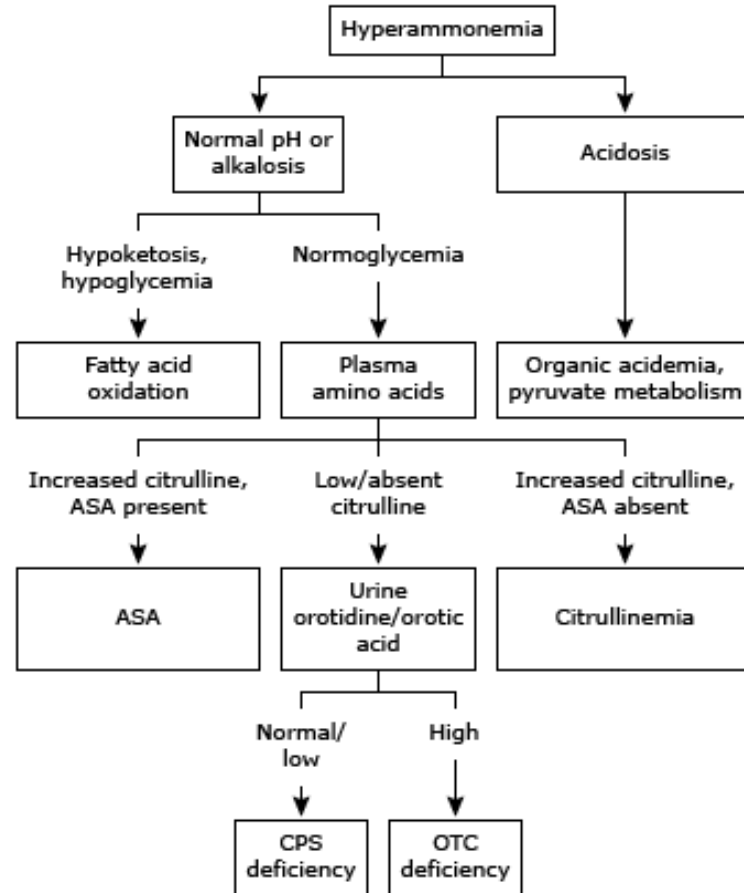 Hyperammonemia
Normal pH or
alkalosis
Acidosis
Hypoketosis,
hypoglycemia
Normoglycemia
Fatty acid
oxidation
Plasma
amino acids
Organic acidemia,
pyruvate metabolism
Increased citrulline,
ASA present
Low/absent
citrulline
Increased citrulline,
ASA absent
ASA
Urine
orotidine/orotic
acid
Citrullinemia
Normal/
low
High
CPS
deficiency
OTC
deficiency